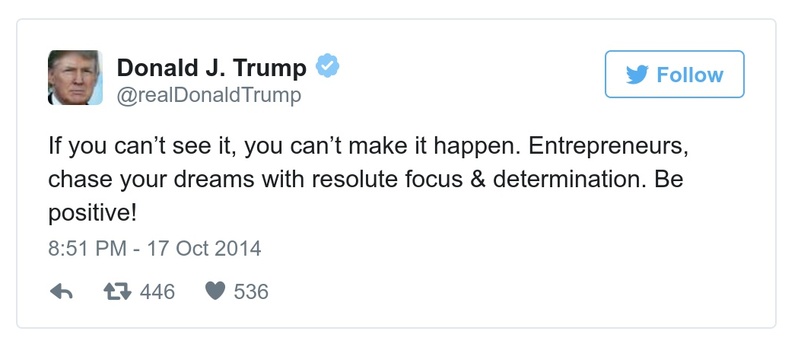 Donald J. Trump
@realDonaldTrump
Follow
If you can’t see it, you can’t make it happen. Entrepreneurs,
chase your dreams with resolute focus & determination. Be
positive!
8:51 PM - 17 Oct 2014
446 536